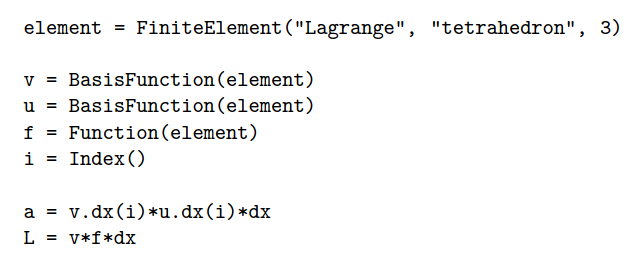 element = FiniteElement("Lagrange", "tetrahedron", 3)
v = BasisFunction(element)
u = BasisFunction(element)
f = Function(element)
i = Index()
a = v.dx(i)*u.dx(i)*dx
L = v*f*dx